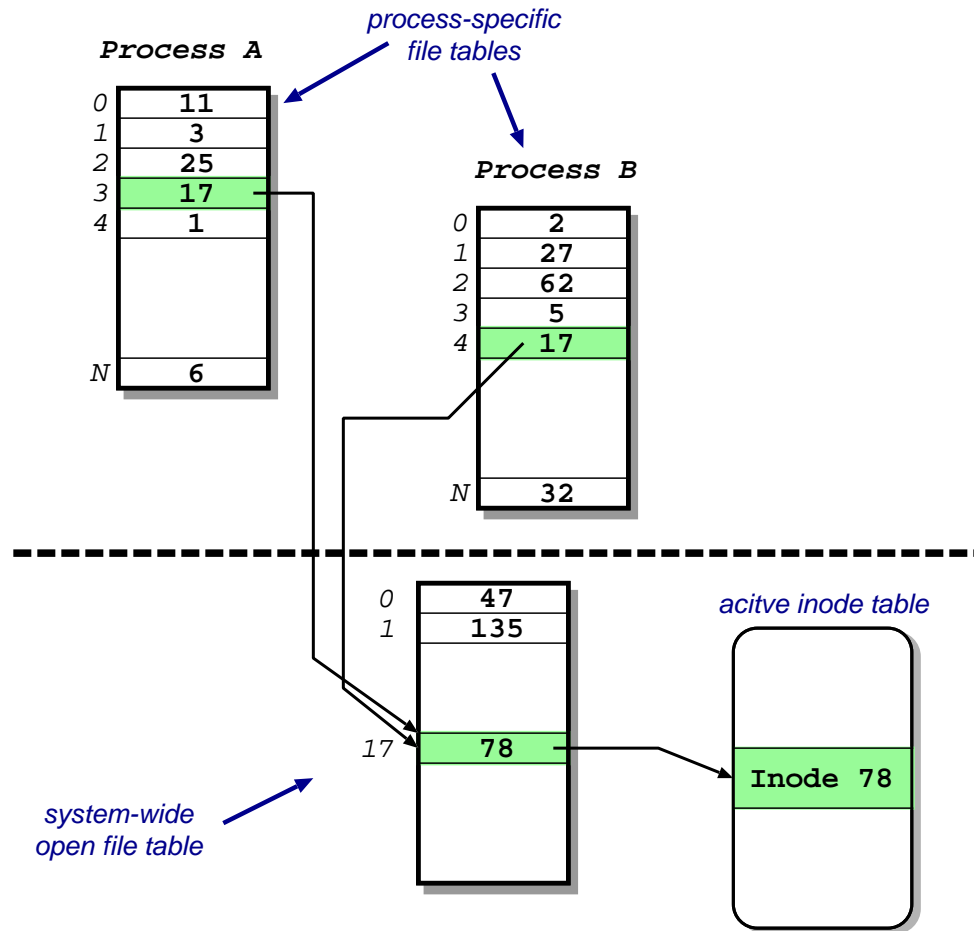 process-specific
file tables
Process A
0 11
1 3
2 25
3 17
4 1
N 6
Process B
0 2
1 27
2 62
3 5
4 17
N 32
0 47
1 135
17 78
system-wide
open file table
acitve inode table
Inode 78